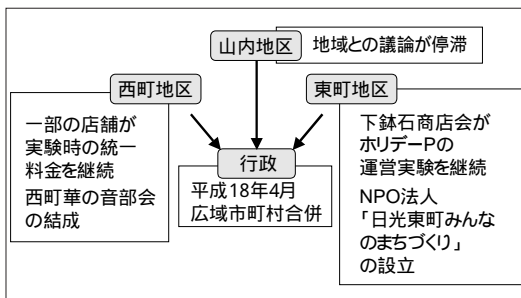 山内地区
地域との議論が停滞
西町地区
一部の店舗が
実験時の統一
料金を継続
西町華の音部会
の結成
東町地区
下鉢石商店会が
ホリデーPの
運営実験を継続
NPO法人
「日光東町みんな
のまちづくり」
の設立
行政
平成18年4月
広域市町村合併